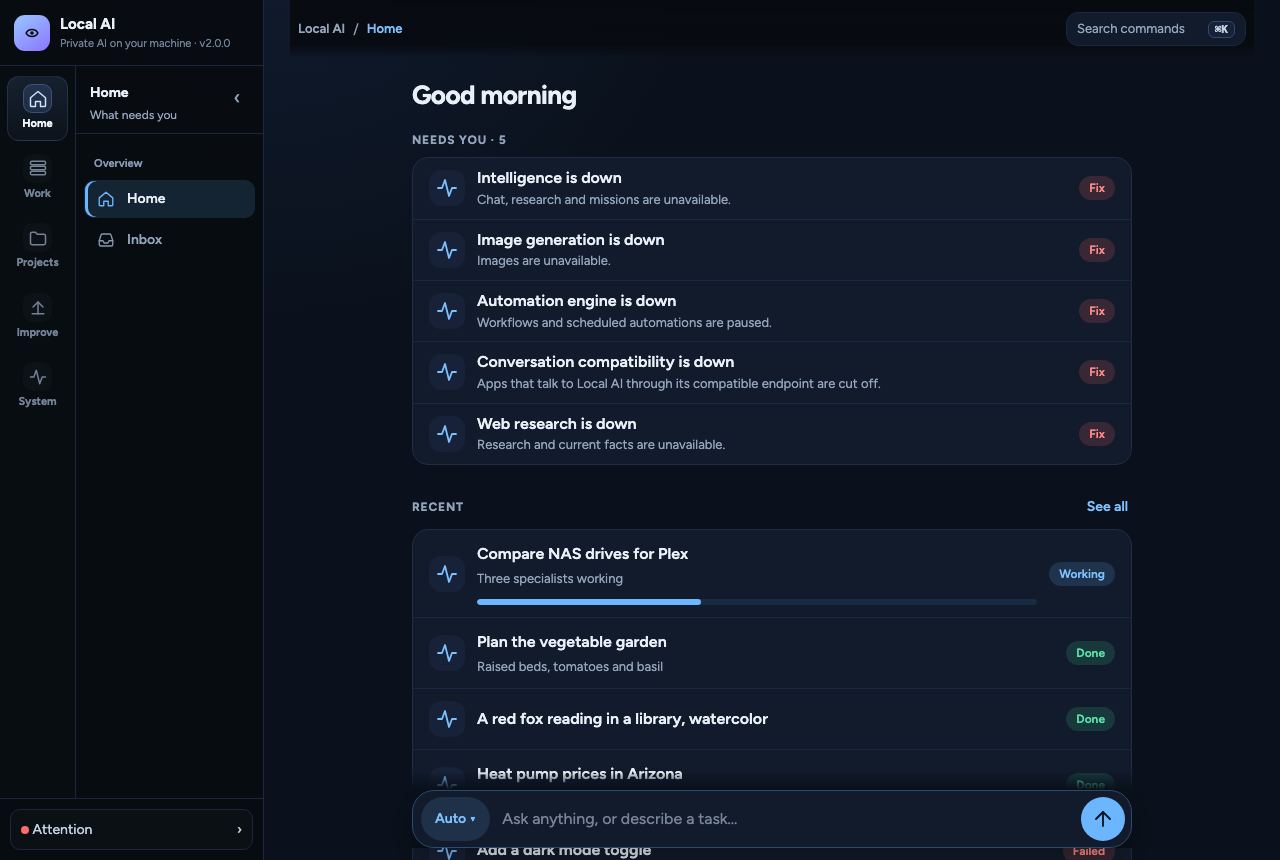 Local AI
Private AI on your machine · v2.0.0
Local AI / Home
Search commands ⌘K
Home
Work
Projects
Improve
System
Home
What needs you
Overview
Home
Inbox
Attention
Good morning
NEEDS YOU · 5
Intelligence is down
Chat, research and missions are unavailable.
Fix
Image generation is down
Images are unavailable.
Fix
Automation engine is down
Workflows and scheduled automations are paused.
Fix
Conversation compatibility is down
Apps that talk to Local AI through its compatible endpoint are cut off.
Fix
Web research is down
Research and current facts are unavailable.
Fix
RECENT
See all
Compare NAS drives for Plex
Three specialists working
Working
Plan the vegetable garden
Raised beds, tomatoes and basil
Done
A red fox reading in a library, watercolor
Done
Heat pump prices in Arizona
Done
Auto
Ask anything, or describe a task...
Add a dark mode toggle
Failed